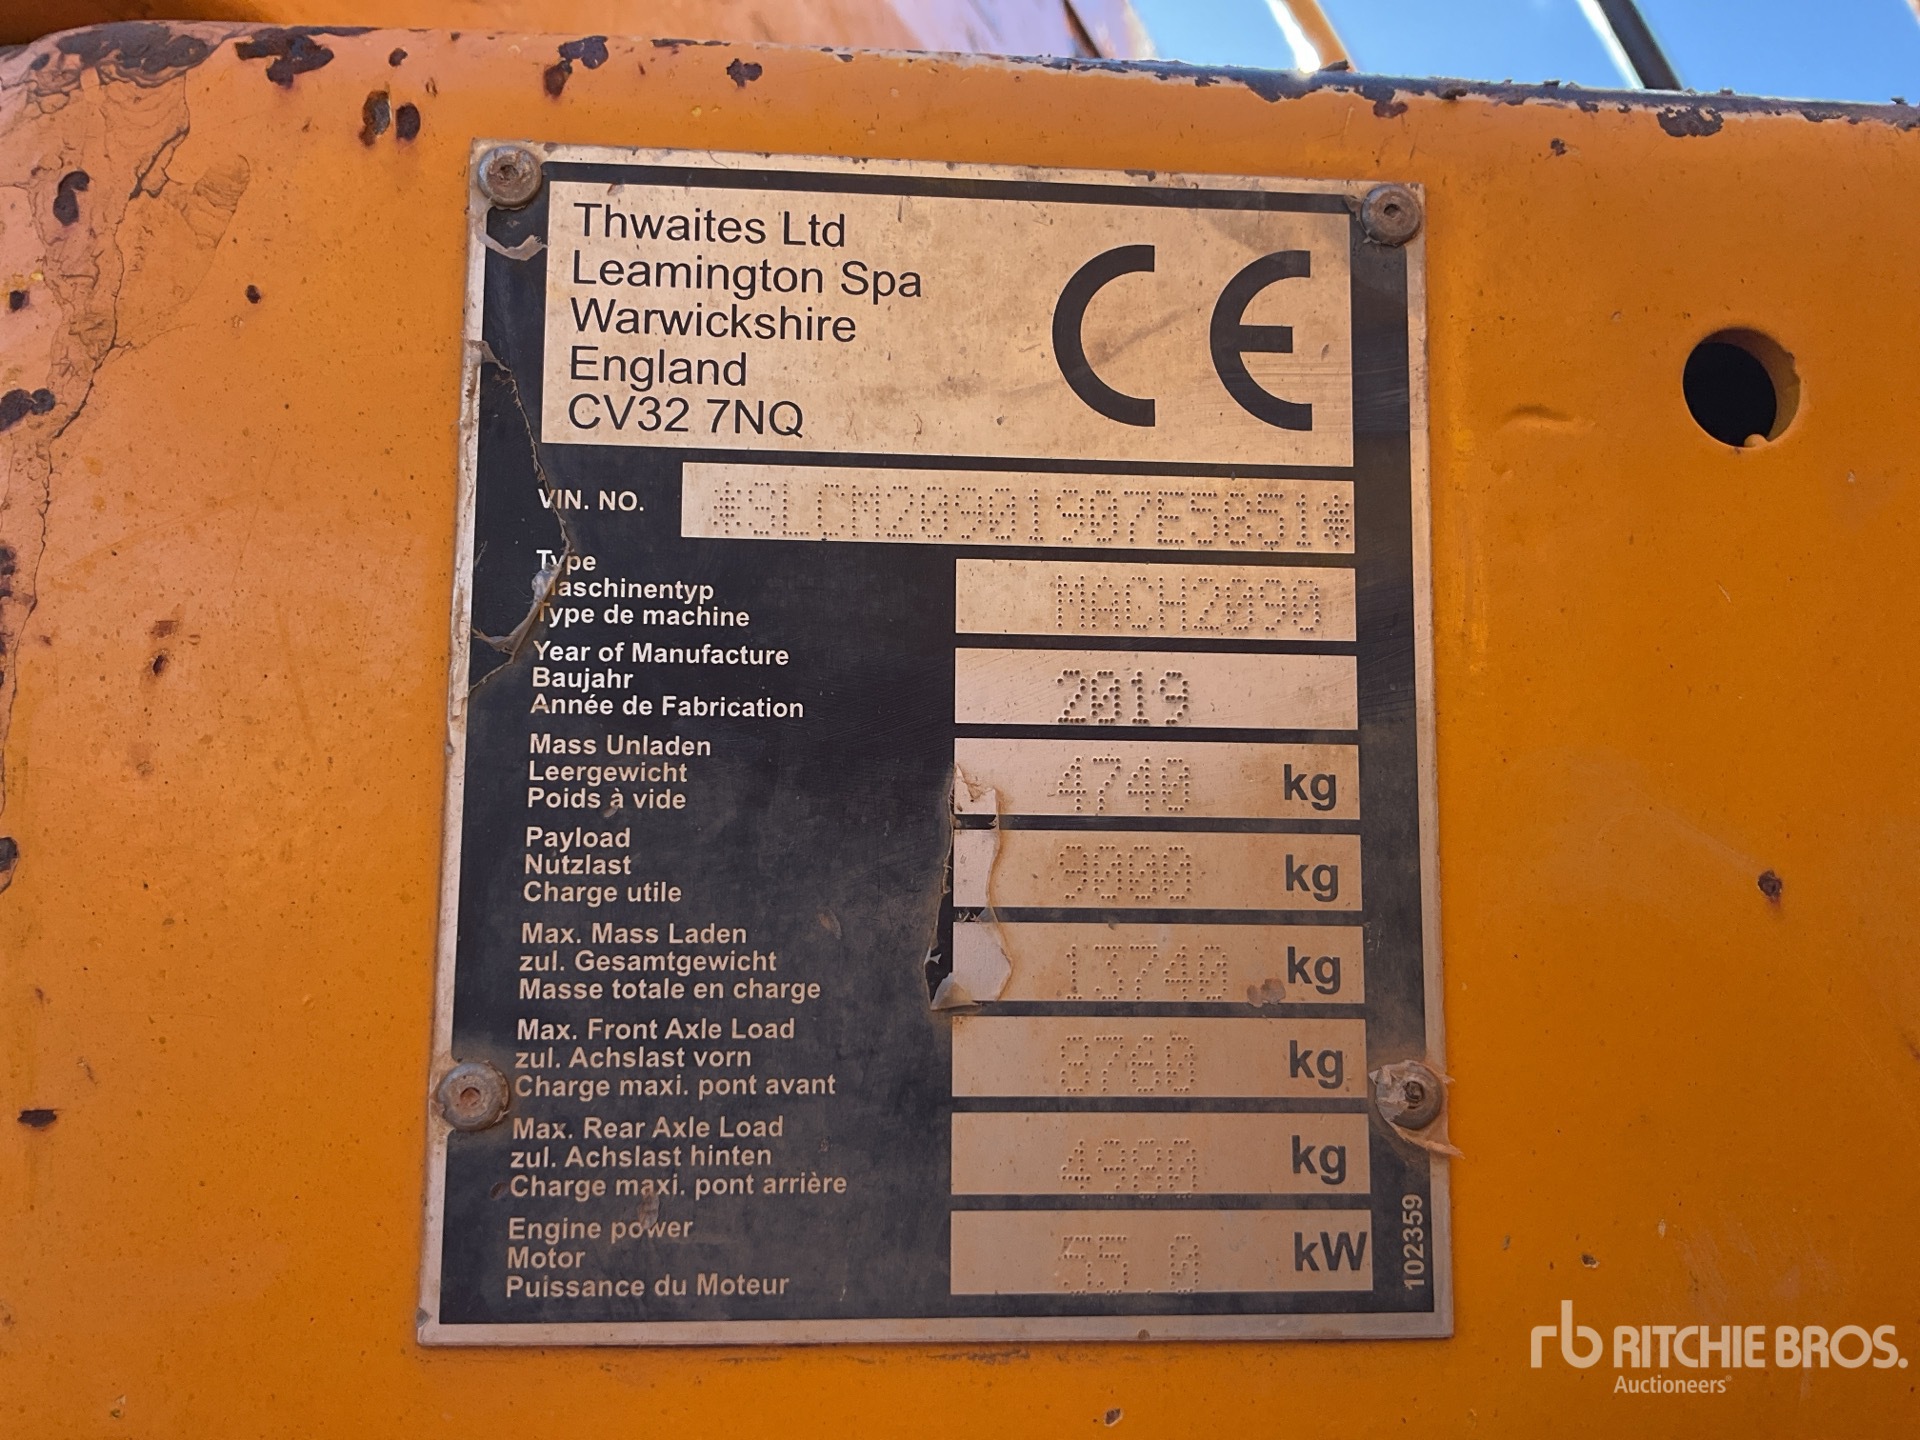 Thwaites Ltd
Leamington Spa
Warwickshire
England
CV32 7NQ
CE
VIN. NO. *SLCM20901907E5851*
Type
Maschinentyp
Type de machine
MACH2090
Year of Manufacture
Baujahr
Année de Fabrication
2019
Mass Unladen
Leergewicht
Poids à vide
4740 kg
Payload
Nutzlast
Charge utile
9000 kg
Max. Mass Laden
zul. Gesamtgewicht
Masse totale en charge
13740 kg
Max. Front Axle Load
zul. Achslast vorn
Charge maxi. pont avant
8760 kg
Max. Rear Axle Load
zul. Achslast hinten
Charge maxi. pont arrière
4980 kg
Engine power
Motor
Puissance du Moteur
55.0 kW
102359
rb RITCHIE BROS.
Auctioneers